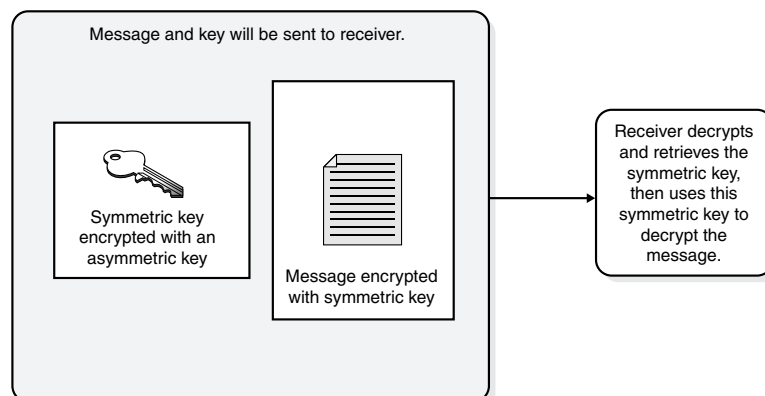 Message and key will be sent to receiver.
Symmetric key
encrypted with an
asymmetric key
Message encrypted
with symmetric key
Receiver decrypts
and retrieves the
symmetric key,
then uses this
symmetric key to
decrypt the
message.